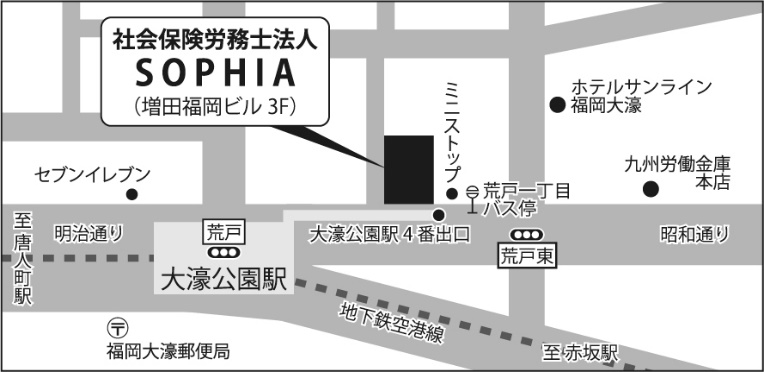 社会保険労務士法人
SOPHIA
（増田福岡ビル 3F）
ミニストップ
ホテルサンライン
福岡大濠
セブンイレブン
荒戸一丁目
バス停
九州労働金庫
本店
至唐人町駅
明治通り
荒戸
大濠公園駅４番出口
昭和通り
荒戸東
大濠公園駅
地下鉄空港線
〒
福岡大濠郵便局
至赤坂駅